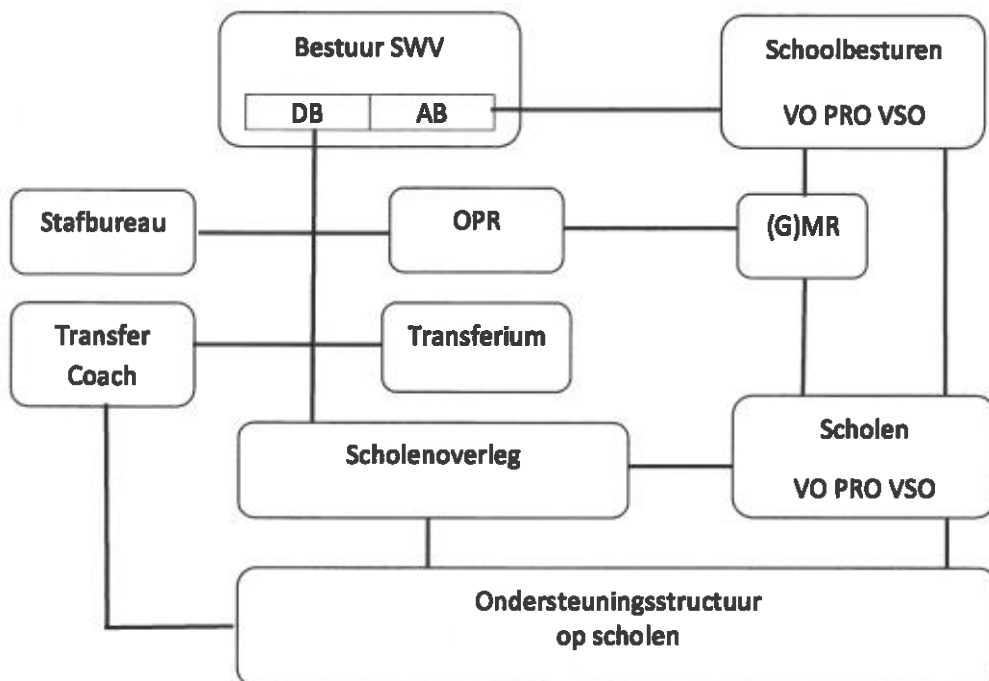 Bestuur SWV
DB
AB
Schoolbesturen
VO PRO VSO
Stafbureau
OPR
(G)MR
Transfer
Coach
Transferium
Scholenoverleg
Scholen
VO PRO VSO
Ondersteuningsstructuur
op scholen